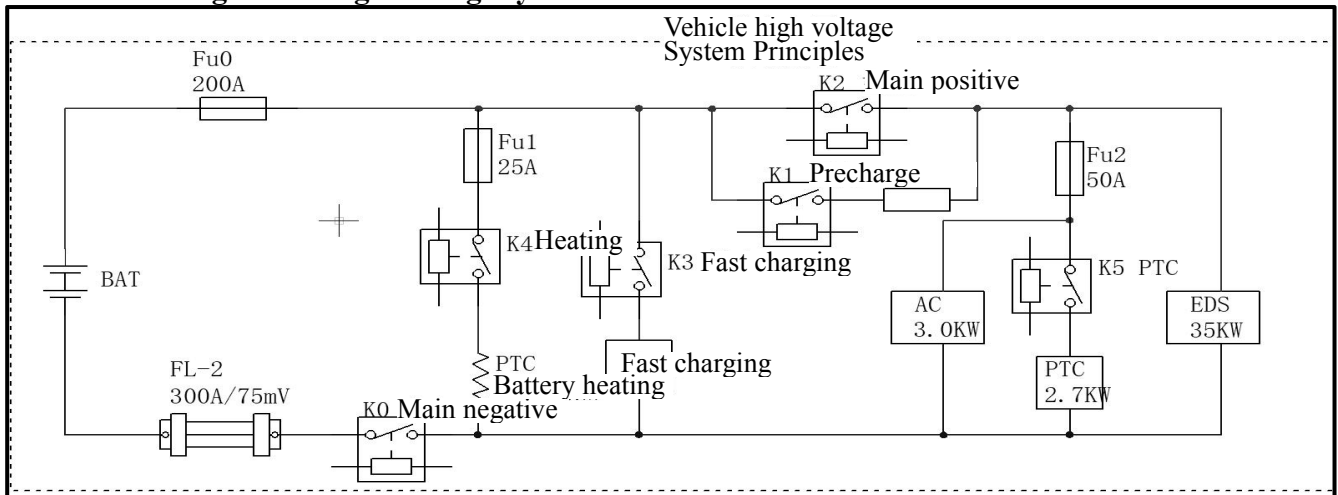 Vehicle high voltage
System Principles
Fu0
200A
K2 Main positive
Fu1
25A
Fu2
50A
K1 Precharge
K4 Heating
K3 Fast charging
K5 PTC
BAT
AC
3.0KW
EDS
35KW
PTC
Battery heating
Fast charging
PTC
2.7KW
FL-2
300A/75mV
K0 Main negative